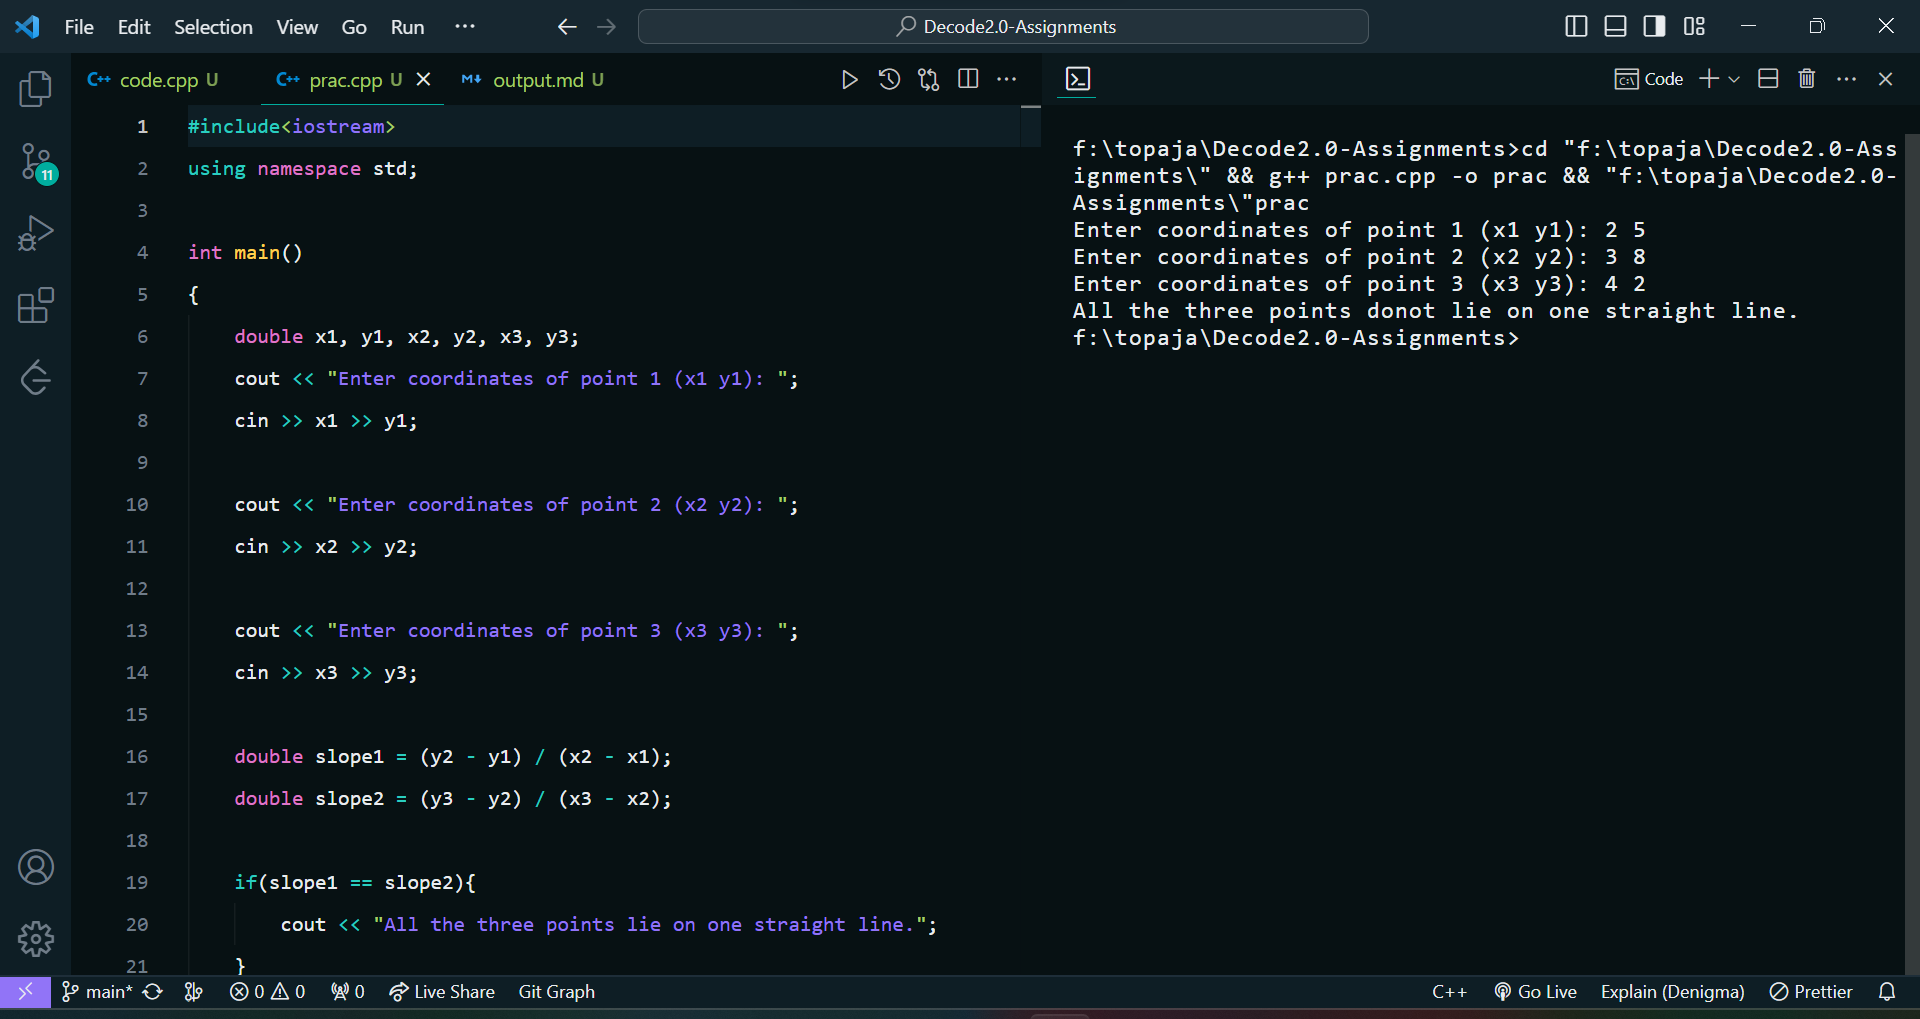 File Edit Selection View Go Run ··· Decode2.0-Assignments
C++ code.cpp U C++ prac.cpp U output.md U
Code
11
1 #include<iostream>
2 using namespace std;
3
4 int main()
5 {
6 double x1, y1, x2, y2, x3, y3;
7 cout << "Enter coordinates of point 1 (x1 y1): ";
8 cin >> x1 >> y1;
9
10 cout << "Enter coordinates of point 2 (x2 y2): ";
11 cin >> x2 >> y2;
12
13 cout << "Enter coordinates of point 3 (x3 y3): ";
14 cin >> x3 >> y3;
15
16 double slope1 = (y2 - y1) / (x2 - x1);
17 double slope2 = (y3 - y2) / (x3 - x2);
18
19 if(slope1 == slope2){
20 cout << "All the three points lie on one straight line.";
21 }
f:\topaja\Decode2.0-Assignments>cd "f:\topaja\Decode2.0-Ass
ignments\" && g++ prac.cpp -o prac && "f:\topaja\Decode2.0-
Assignments\"prac
Enter coordinates of point 1 (x1 y1): 2 5
Enter coordinates of point 2 (x2 y2): 3 8
Enter coordinates of point 3 (x3 y3): 4 2
All the three points donot lie on one straight line.
f:\topaja\Decode2.0-Assignments>
main* 0 0 0 Live Share Git Graph C++ Go Live Explain (Denigma) Prettier